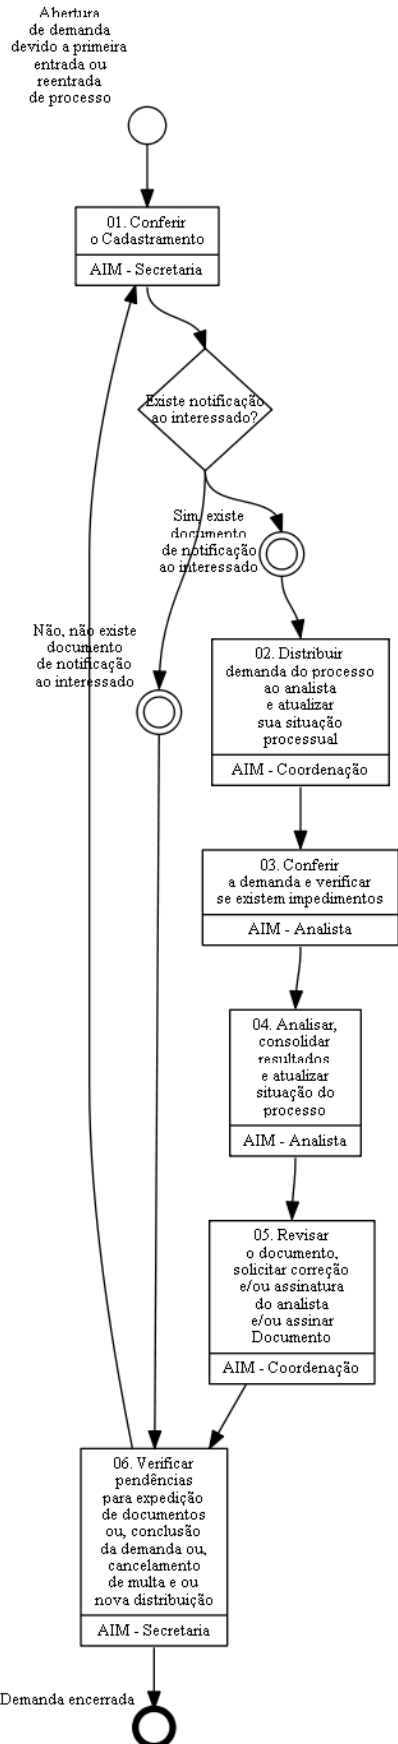 Abertura
de demanda
devido a primeira
entrada ou
reentrada
de processo
01. Conferir
o Cadastramento
AIM - Secretaria
Existe notificação
ao interessado?
Sim, existe
documento
de notificação
ao interessado
Não, não existe
documento
de notificação
ao interessado
02. Distribuir
demanda do processo
ao analista
e atualizar
sua situação
processual
AIM - Coordenação
03. Conferir
a demanda e verificar
se existem impedimentos
AIM - Analista
04. Analisar,
consolidar
resultados
e atualizar
situação do
processo
AIM - Analista
05. Revisar
o documento,
solicitar correção
e/ou assinatura
do analista
e/ou assinar
Documento
AIM - Coordenação
06. Verificar
pendências
para expedição
de documentos
ou, conclusão
da demanda ou,
cancelamento
de multa e ou
nova distribuição
AIM - Secretaria
Demanda encerrada